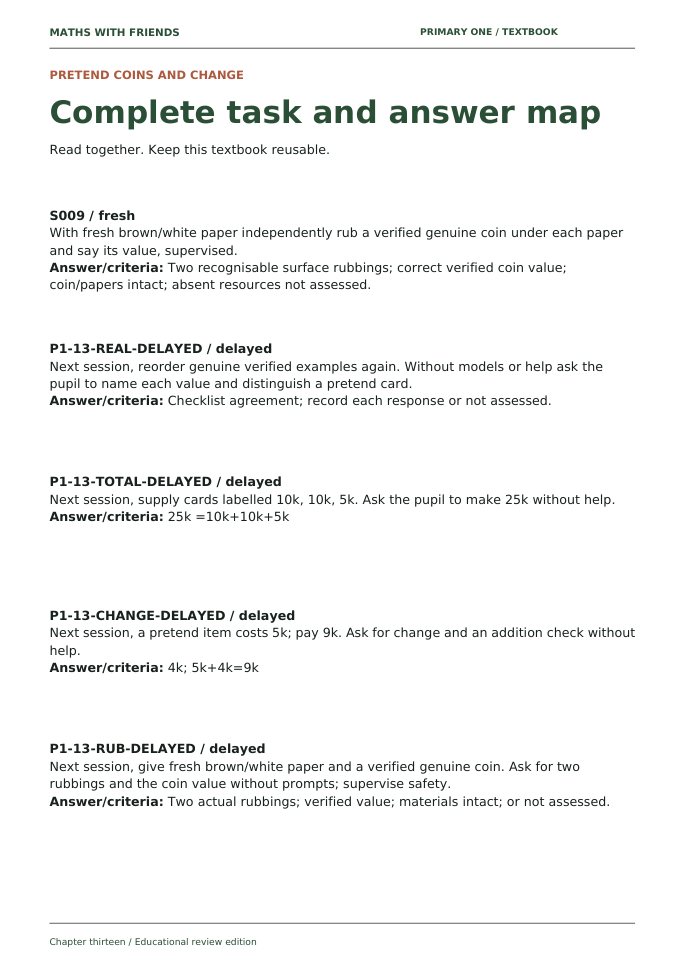 MATHS WITH FRIENDS
PRIMARY ONE / TEXTBOOK
PRETEND COINS AND CHANGE
Complete task and answer map
Read together. Keep this textbook reusable.
S009 / fresh
With fresh brown/white paper independently rub a verified genuine coin under each paper
and say its value, supervised.
Answer/criteria: Two recognisable surface rubbings; correct verified coin value;
coin/papers intact; absent resources not assessed.
P1-13-REAL-DELAYED / delayed
Next session, reorder genuine verified examples again. Without models or help ask the
pupil to name each value and distinguish a pretend card.
Answer/criteria: Checklist agreement; record each response or not assessed.
P1-13-TOTAL-DELAYED / delayed
Next session, supply cards labelled 10k, 10k, 5k. Ask the pupil to make 25k without help.
Answer/criteria: 25k =10k+10k+5k
P1-13-CHANGE-DELAYED / delayed
Next session, a pretend item costs 5k; pay 9k. Ask for change and an addition check without
help.
Answer/criteria: 4k; 5k+4k=9k
P1-13-RUB-DELAYED / delayed
Next session, give fresh brown/white paper and a verified genuine coin. Ask for two
rubbings and the coin value without prompts; supervise safety.
Answer/criteria: Two actual rubbings; verified value; materials intact; or not assessed.
Chapter thirteen / Educational review edition